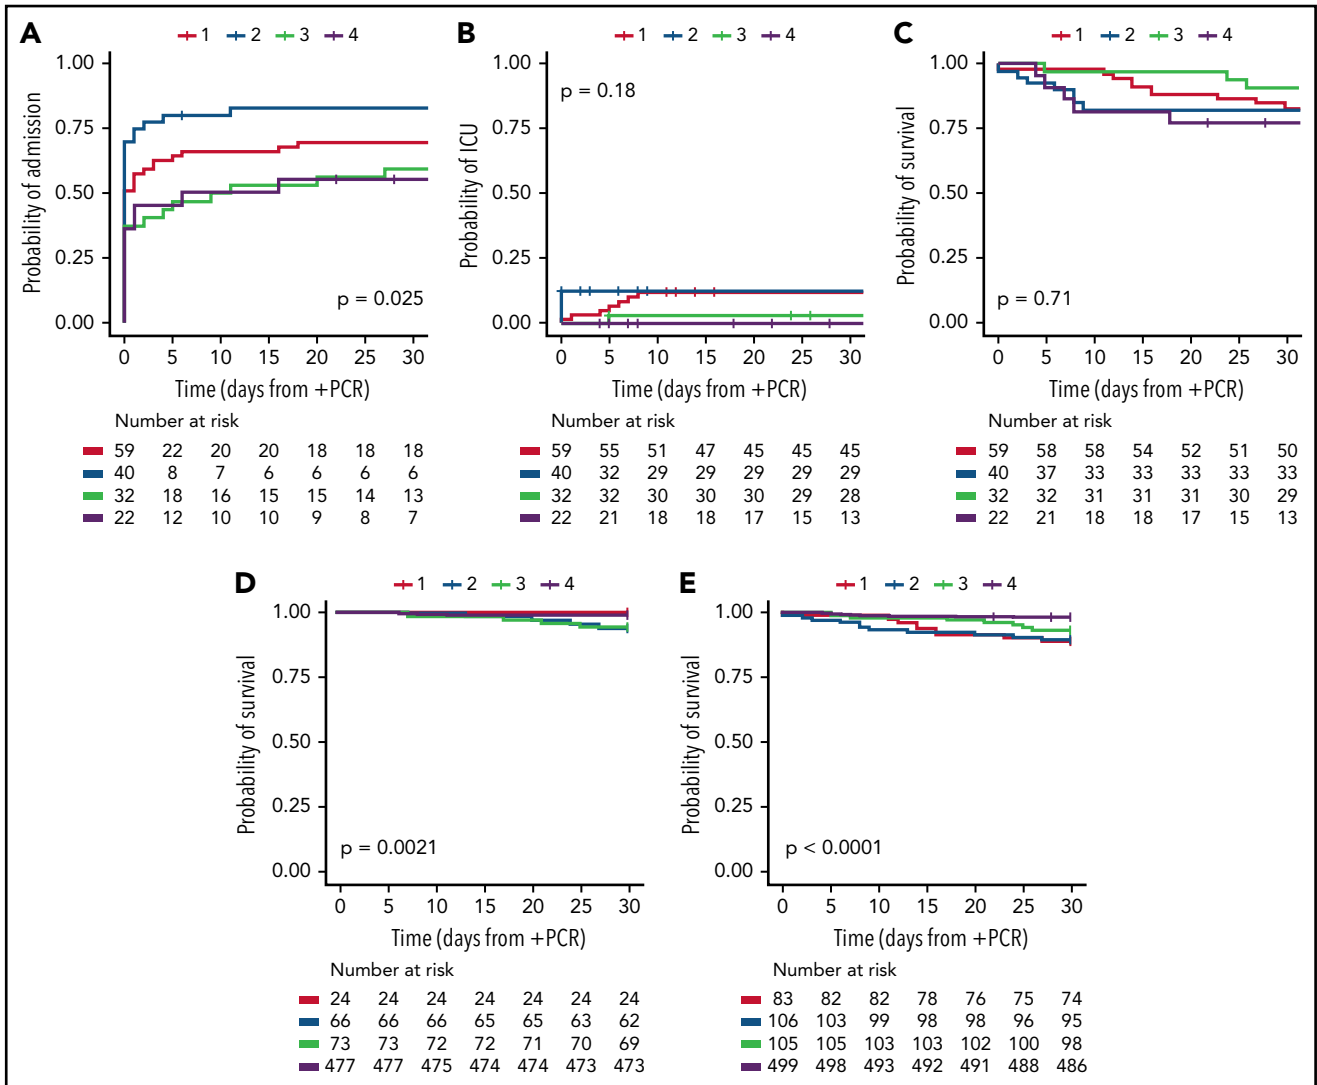 A
1 2 3 4
Probability of admission
1.00
0.75
0.50
0.25
0.00
p = 0.025
0 5 10 15 20 25 30
Time (days from +PCR)
Number at risk
59 22 20 20 18 18 18
40 8 7 6 6 6 6
32 18 16 15 15 14 13
22 12 10 10 9 8 7
B
1 2 3 4
Probability of ICU
1.00
0.75
0.50
0.25
0.00
p = 0.18
0 5 10 15 20 25 30
Time (days from +PCR)
Number at risk
59 55 51 47 45 45 45
40 32 29 29 29 29 29
32 32 30 30 30 29 28
22 21 18 18 17 15 13
C
1 2 3 4
Probability of survival
1.00
0.75
0.50
0.25
0.00
p = 0.71
0 5 10 15 20 25 30
Time (days from +PCR)
Number at risk
59 58 58 54 52 51 50
40 37 33 33 33 33 33
32 32 31 31 31 30 29
22 21 18 18 17 15 13
D
1 2 3 4
Probability of survival
1.00
0.75
0.50
0.25
0.00
p = 0.0021
0 5 10 15 20 25 30
Time (days from +PCR)
Number at risk
24 24 24 24 24 24 24
66 66 66 65 65 63 62
73 73 72 72 71 70 69
477 477 475 474 474 473 473
E
1 2 3 4
Probability of survival
1.00
0.75
0.50
0.25
0.00
p < 0.0001
0 5 10 15 20 25 30
Time (days from +PCR)
Number at risk
83 82 82 78 76 75 74
106 103 99 98 98 96 95
105 105 103 103 102 100 98
499 498 493 492 491 488 486